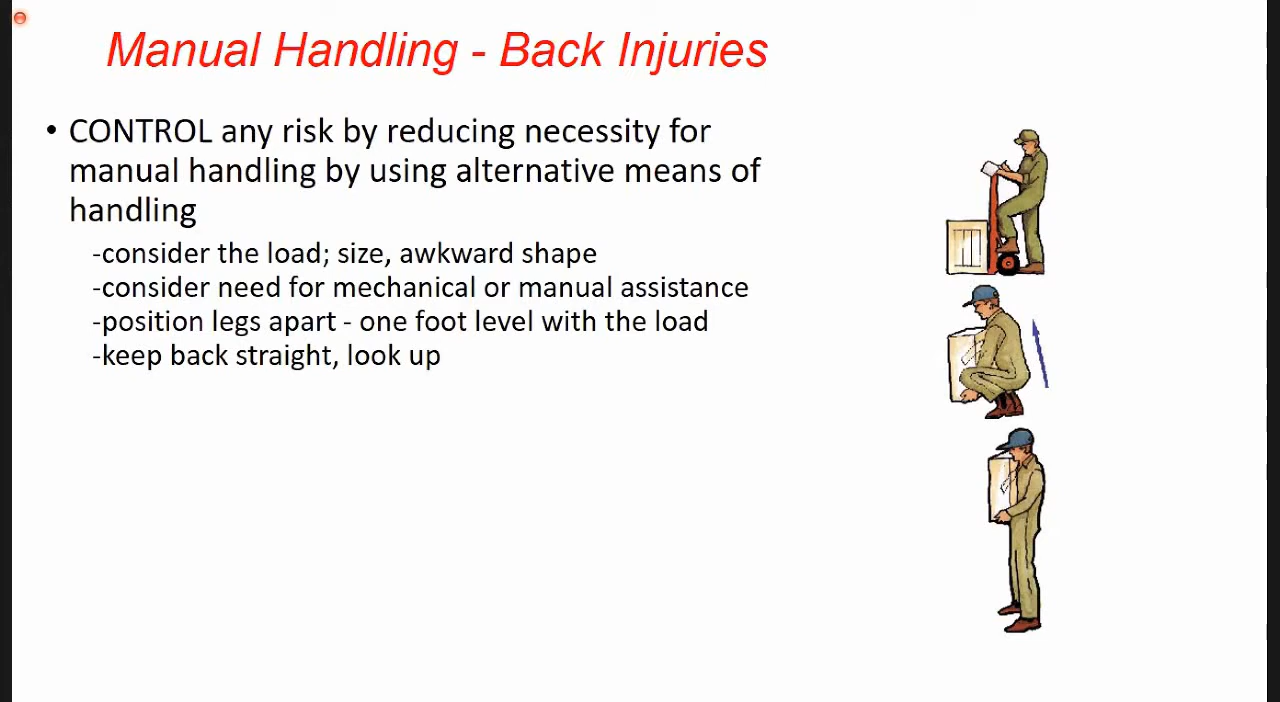 Manual Handling - Back Injuries
• CONTROL any risk by reducing necessity for
manual handling by using alternative means of
handling
-consider the load; size, awkward shape
-consider need for mechanical or manual assistance
-position legs apart - one foot level with the load
-keep back straight, look up